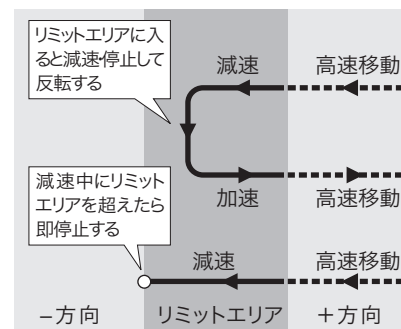 リミットエリアに入
ると減速・停止して
反転する
減速
高速移動
加速
高速移動
減速中にリミット
エリアを超えたら
即停止する
減速
高速移動
−方向
リミットエリア
＋方向